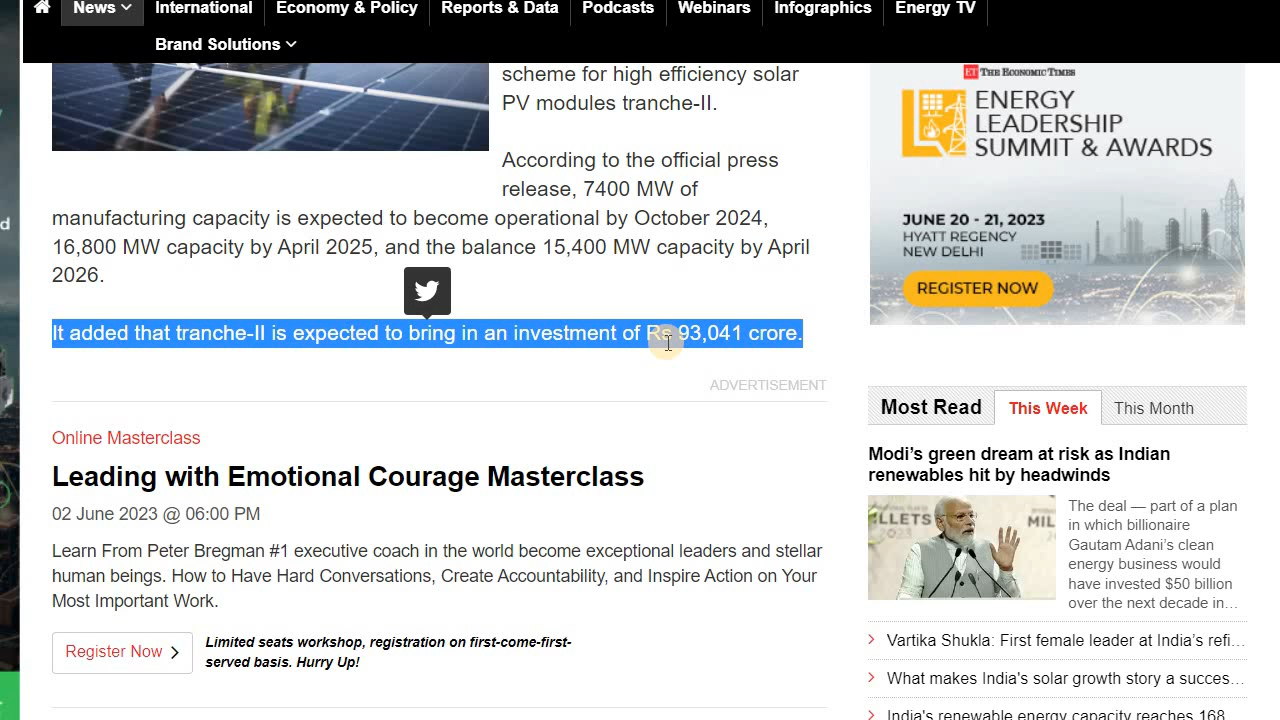 News
International
Economy & Policy
Reports & Data
Podcasts
Webinars
Infographics
Energy TV
Brand Solutions
scheme for high efficiency solar
PV modules tranche-II.
According to the official press
release, 7400 MW of
manufacturing capacity is expected to become operational by October 2024,
16,800 MW capacity by April 2025, and the balance 15,400 MW capacity by April
2026.
It added that tranche-II is expected to bring in an investment of Rs 93,041 crore.
ADVERTISEMENT
Online Masterclass
Leading with Emotional Courage Masterclass
02 June 2023 @ 06:00 PM
Learn From Peter Bregman #1 executive coach in the world become exceptional leaders and stellar
human beings. How to Have Hard Conversations, Create Accountability, and Inspire Action on Your
Most Important Work.
Register Now
Limited seats workshop, registration on first-come-first-
served basis. Hurry Up!
ET THE ECONOMIC TIMES
ENERGY
LEADERSHIP
SUMMIT & AWARDS
JUNE 20 - 21, 2023
HYATT REGENCY
NEW DELHI
REGISTER NOW
Most Read
This Week
This Month
Modi's green dream at risk as Indian
renewables hit by headwinds
The deal — part of a plan
in which billionaire
Gautam Adani's clean
energy business would
have invested $50 billion
over the next decade in...
Vartika Shukla: First female leader at India's refi...
What makes India's solar growth story a succes...
India's renewable energy capacity reaches 168